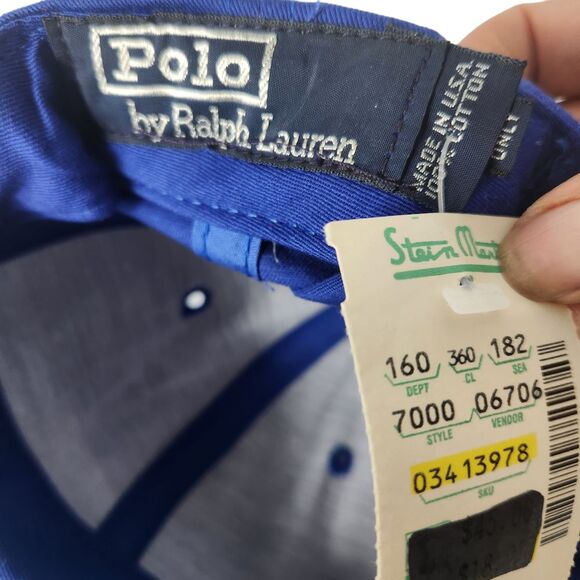 Polo
by Ralph Lauren
MADE IN U.S.A.
100% COTTON
ONLY
Stein Mart
160 360 182
DEPT CL SEA
7000 06706
STYLE VENDOR
03413978
SKU